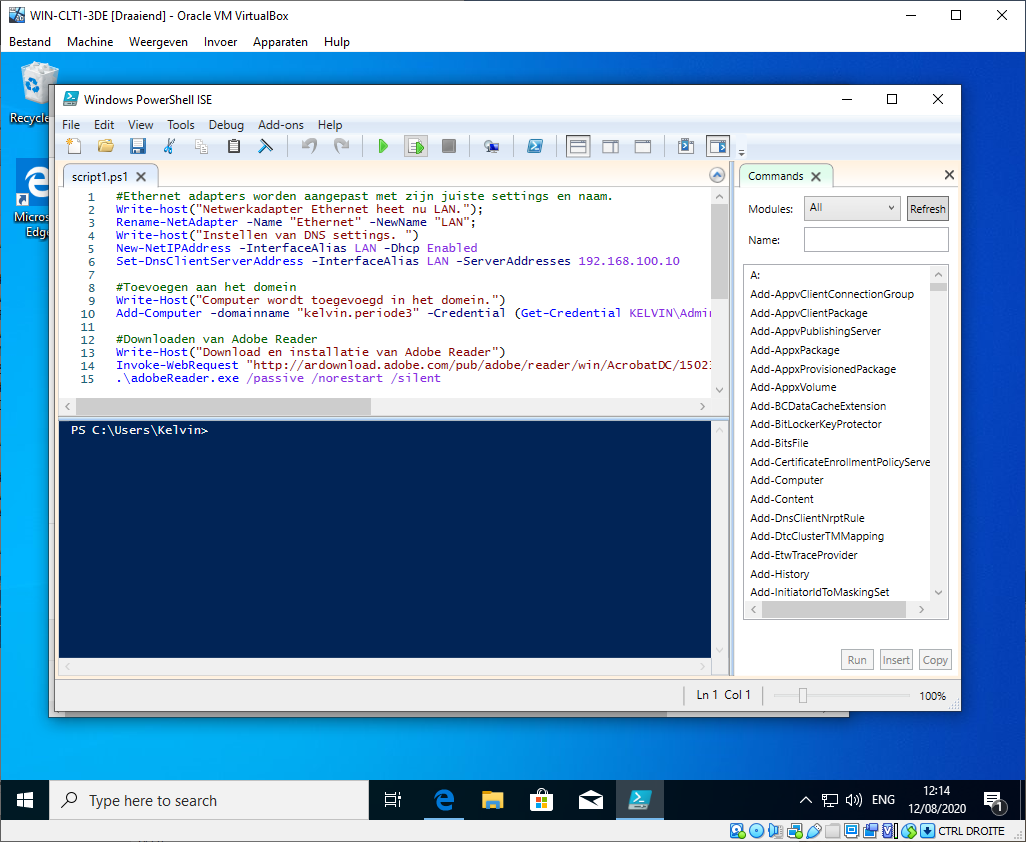 WIN-CLT1-3DE [Draaiend] - Oracle VM VirtualBox
Bestand Machine Weergeven Invoer Apparaten Hulp
Recycle
Micros
Edge
Windows PowerShell ISE
File Edit View Tools Debug Add-ons Help
script1.ps1
1 #Ethernet adapters worden aangepast met zijn juiste settings en naam.
2 Write-host("Netwerkadapter Ethernet heet nu LAN.");
3 Rename-NetAdapter -Name "Ethernet" -NewName "LAN";
4 Write-host("Instellen van DNS settings. ")
5 New-NetIPAddress -InterfaceAlias LAN -Dhcp Enabled
6 Set-DnsClientServerAddress -InterfaceAlias LAN -ServerAddresses 192.168.100.10
7
8 #Toevoegen aan het domein
9 Write-Host("Computer wordt toegevoegd in het domein.")
10 Add-Computer -domainname "kelvin.periode3" -Credential (Get-Credential KELVIN\Admin
11
12 #Downloaden van Adobe Reader
13 Write-Host("Download en installatie van Adobe Reader")
14 Invoke-WebRequest "http://ardownload.adobe.com/pub/adobe/reader/win/AcrobatDC/1502
15 .\adobeReader.exe /passive /norestart /silent
PS C:\Users\Kelvin>
Commands
Modules: All Refresh
Name:
A:
Add-AppvClientConnectionGroup
Add-AppvClientPackage
Add-AppvPublishingServer
Add-AppxPackage
Add-AppxProvisionedPackage
Add-AppxVolume
Add-BCDataCacheExtension
Add-BitLockerKeyProtector
Add-BitsFile
Add-CertificateEnrollmentPolicyServe
Add-Computer
Add-Content
Add-DnsClientNrptRule
Add-DtcClusterTMMapping
Add-EtwTraceProvider
Add-History
Add-InitiatorIdToMaskingSet
Run Insert Copy
Ln 1 Col 1 100%
Type here to search
ENG
12:14
12/08/2020
1
CTRL DROITE